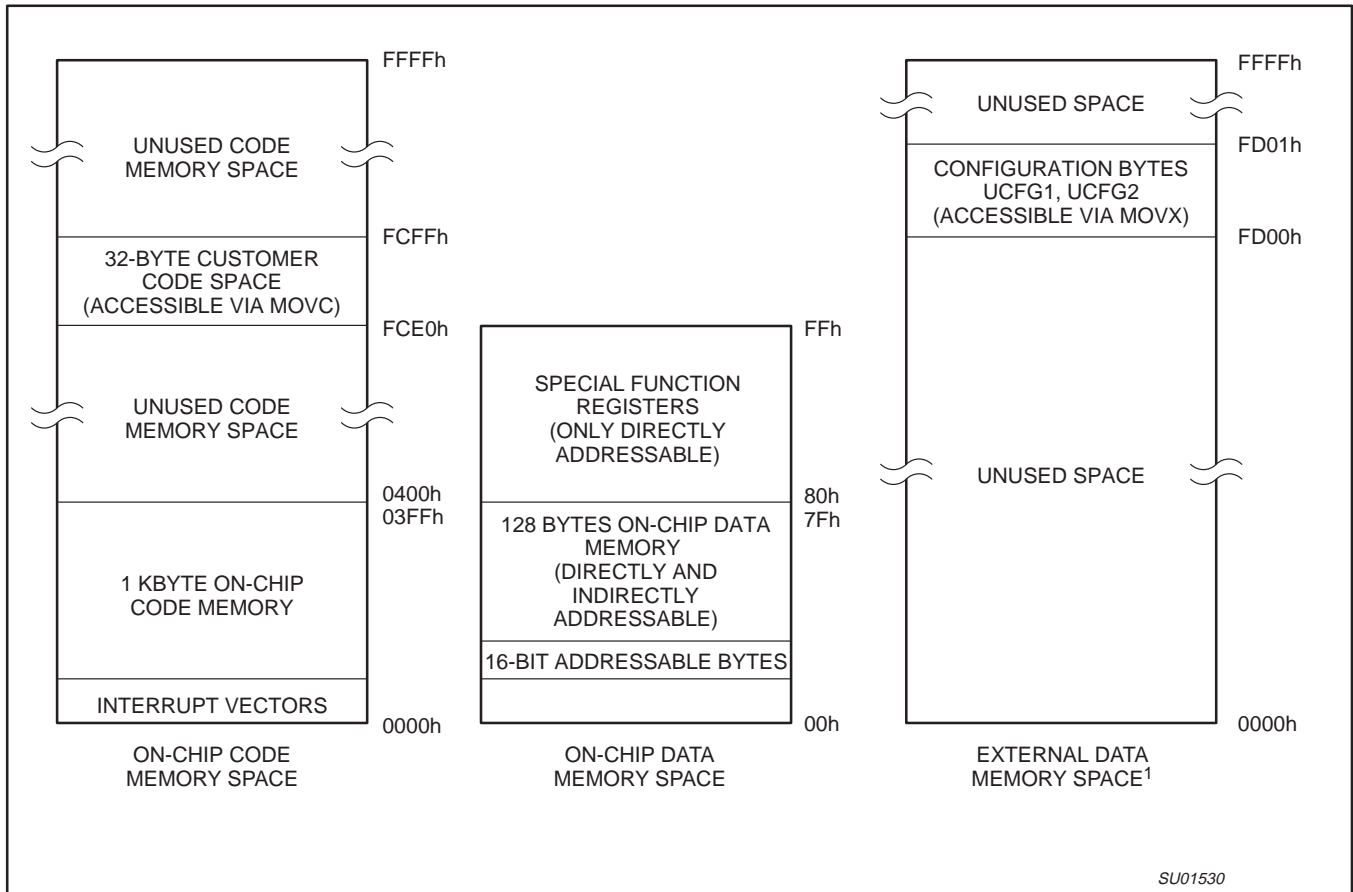 FFFFh
UNUSED CODE
MEMORY SPACE
FCFFh
32-BYTE CUSTOMER
CODE SPACE
(ACCESSIBLE VIA MOVC)
FCE0h
UNUSED CODE
MEMORY SPACE
0400h
03FFh
1 KBYTE ON-CHIP
CODE MEMORY
INTERRUPT VECTORS
0000h
ON-CHIP CODE
MEMORY SPACE
FFh
SPECIAL FUNCTION
REGISTERS
(ONLY DIRECTLY
ADDRESSABLE)
80h
7Fh
128 BYTES ON-CHIP DATA
MEMORY
(DIRECTLY AND
INDIRECTLY
ADDRESSABLE)
16-BIT ADDRESSABLE BYTES
00h
ON-CHIP DATA
MEMORY SPACE
FFFFh
UNUSED SPACE
FD01h
CONFIGURATION BYTES
UCFG1, UCFG2
(ACCESSIBLE VIA MOVX)
FD00h
UNUSED SPACE
0000h
EXTERNAL DATA
MEMORY SPACE1
SU01530